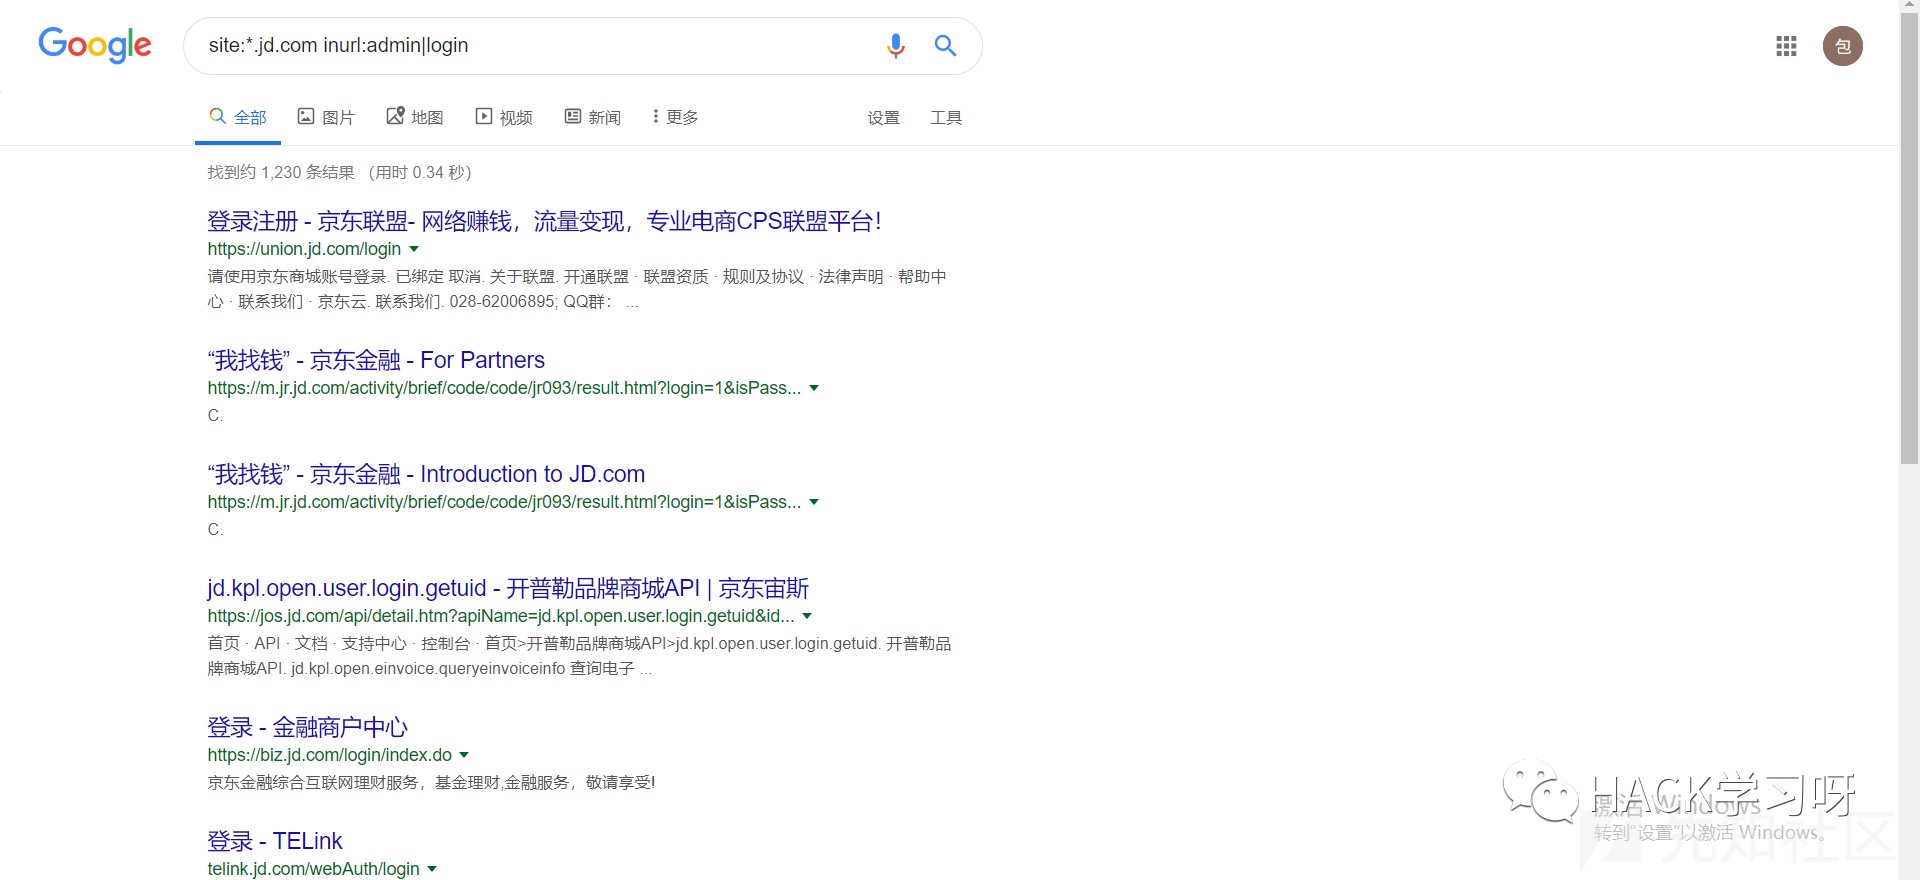 Google
site:*.jd.com inurl:admin|login
包
全部 图片 地图 视频 新闻 更多 设置 工具
找到约 1,230 条结果 （用时 0.34 秒）
登录注册 - 京东联盟- 网络赚钱，流量变现，专业电商CPS联盟平台！
https://union.jd.com/login
请使用京东商城账号登录. 已绑定 取消. 关于联盟. 开通联盟 · 联盟资质 · 规则及协议 · 法律声明 · 帮助中
心 · 联系我们 · 京东云. 联系我们. 028-62006895; QQ群： ...
“我找钱” - 京东金融 - For Partners
https://m.jr.jd.com/activity/brief/code/code/jr093/result.html?login=1&isPass...
C.
“我找钱” - 京东金融 - Introduction to JD.com
https://m.jr.jd.com/activity/brief/code/code/jr093/result.html?login=1&isPass...
C.
jd.kpl.open.user.login.getuid - 开普勒品牌商城API | 京东宙斯
https://jos.jd.com/api/detail.htm?apiName=jd.kpl.open.user.login.getuid&id...
首页 · API · 文档 · 支持中心 · 控制台 · 首页>开普勒品牌商城API>jd.kpl.open.user.login.getuid. 开普勒品
牌商城API. jd.kpl.open.einvoice.queryeinvoiceinfo 查询电子 ...
登录 - 金融商户中心
https://biz.jd.com/login/index.do
京东金融综合互联网理财服务，基金理财,金融服务，敬请享受!
登录 - TELink
telink.jd.com/webAuth/login
HACK学习呀
激活 Windows
转到“设置”以激活 Windows。
先知社区